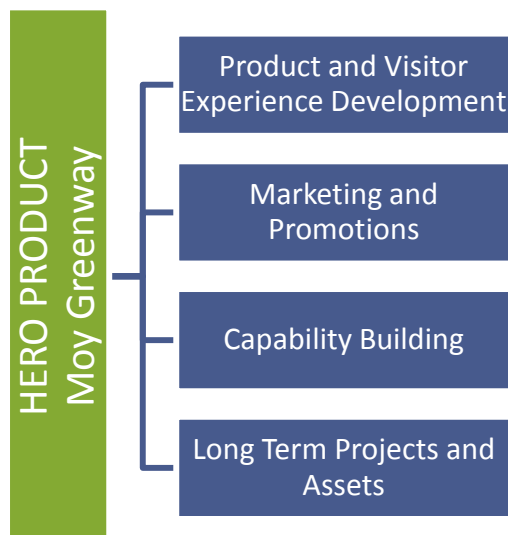 HERO PRODUCT
Moy Greenway
Product and Visitor
Experience Development
Marketing and
Promotions
Capability Building
Long Term Projects and
Assets